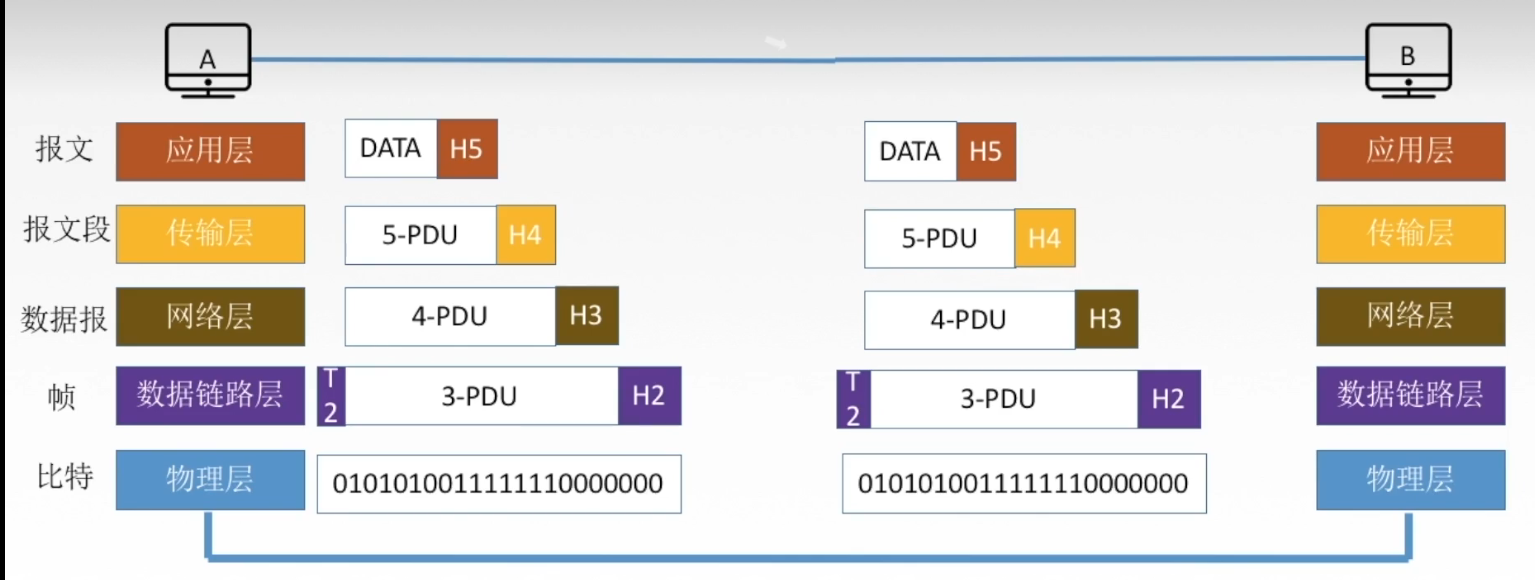 A B
报文 应用层 DATA H5 DATA H5 应用层
报文段 传输层 5-PDU H4 5-PDU H4 传输层
数据报 网络层 4-PDU H3 4-PDU H3 网络层
帧 数据链路层 T2 3-PDU H2 T2 3-PDU H2 数据链路层
比特 物理层 0101010011111110000000 0101010011111110000000 物理层